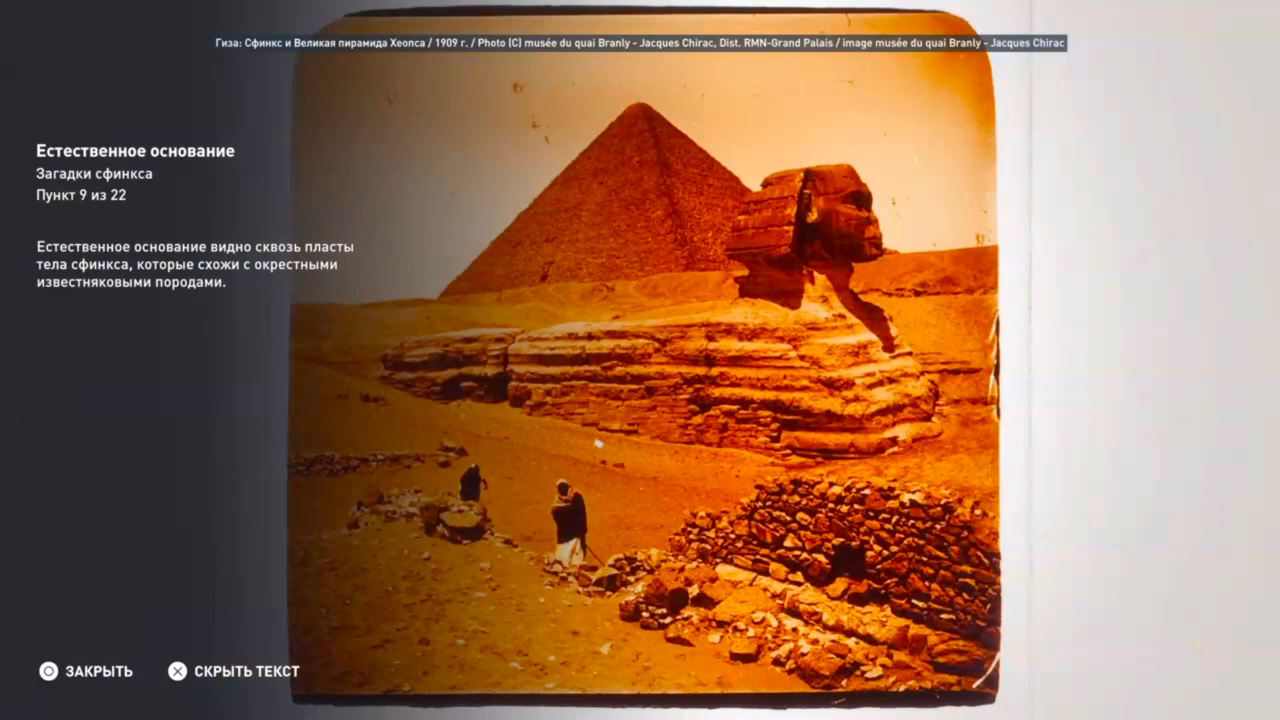 Гиза: Сфинкс и Великая пирамида Хеопса / 1909 г. / Photo (C) musée du quai Branly - Jacques Chirac, Dist. RMN-Grand Palais / image musée du quai Branly - Jacques Chirac
Естественное основание
Загадки сфинкса
Пункт 9 из 22
Естественное основание видно сквозь пласты
тела сфинкса, которые схожи с окрестными
известняковыми породами.
ЗАКРЫТЬ
СКРЫТЬ ТЕКСТ